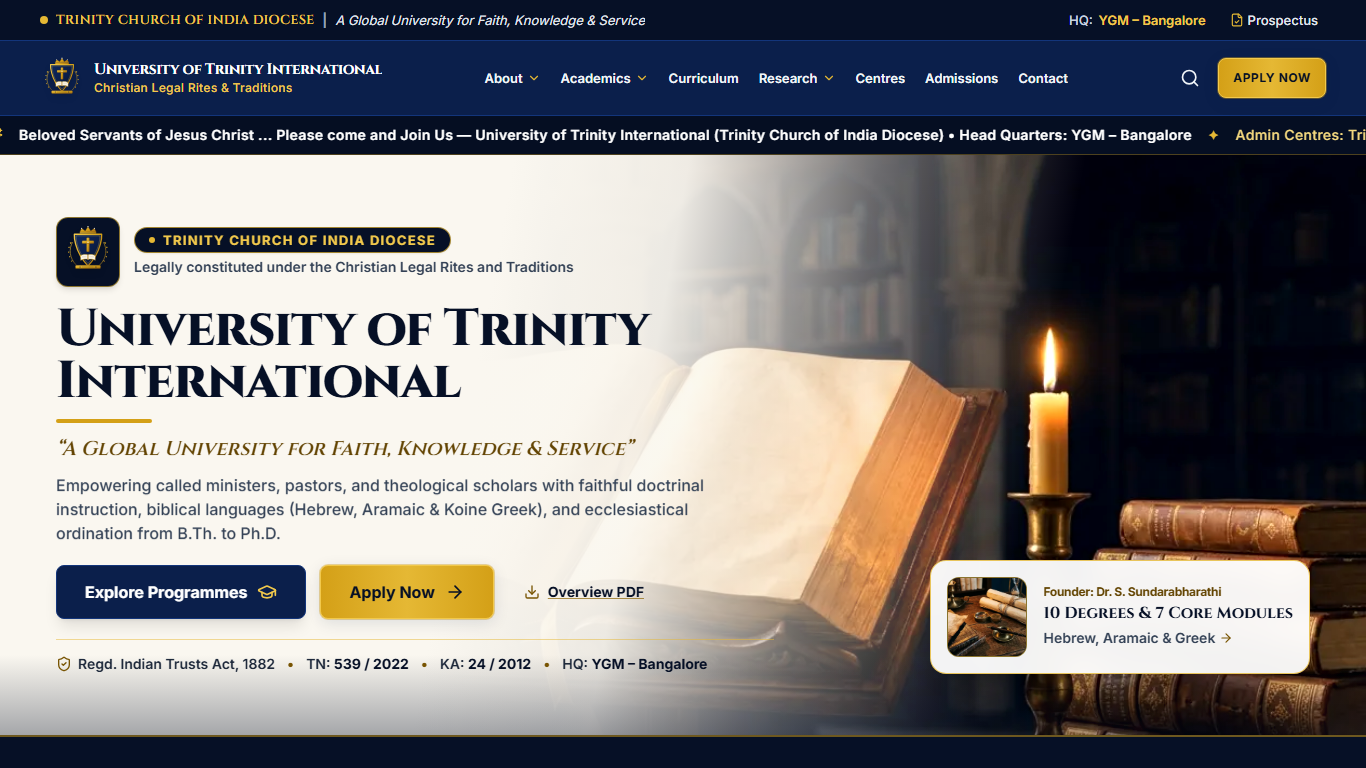 TRINITY CHURCH OF INDIA DIOCESE | A Global University for Faith, Knowledge & Service
HQ: YGM – Bangalore
Prospectus
University of Trinity International
Christian Legal Rites & Traditions
About
Academics
Curriculum
Research
Centres
Admissions
Contact
APPLY NOW
Beloved Servants of Jesus Christ ... Please come and Join Us — University of Trinity International (Trinity Church of India Diocese) • Head Quarters: YGM – Bangalore ✦ Admin Centres: Tri
• TRINITY CHURCH OF INDIA DIOCESE
Legally constituted under the Christian Legal Rites and Traditions
University of Trinity
International
“A Global University for Faith, Knowledge & Service”
Empowering called ministers, pastors, and theological scholars with faithful doctrinal
instruction, biblical languages (Hebrew, Aramaic & Koine Greek), and ecclesiastical
ordination from B.Th. to Ph.D.
Explore Programmes
Apply Now →
Overview PDF
Regd. Indian Trusts Act, 1882 • TN: 539 / 2022 • KA: 24 / 2012 • HQ: YGM – Bangalore
Founder: Dr. S. Sundarabharathi
10 Degrees & 7 Core Modules
Hebrew, Aramaic & Greek →